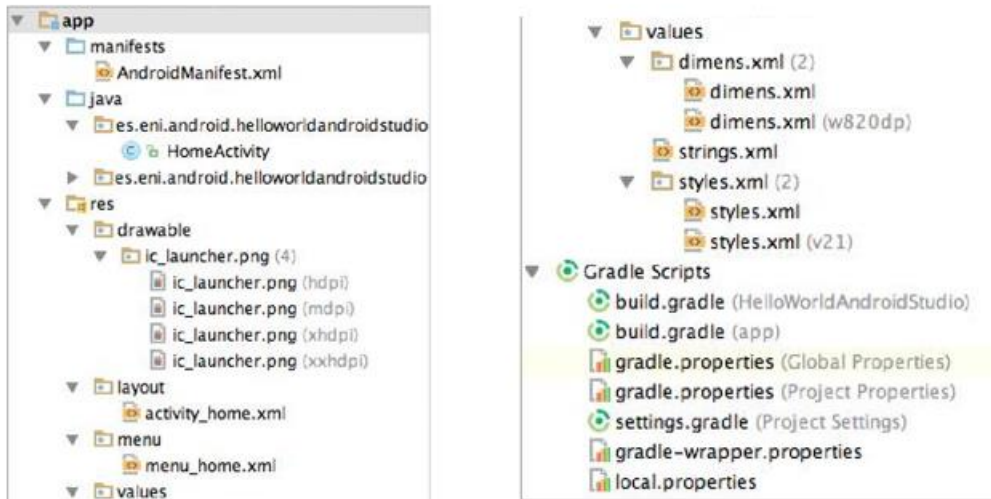 app
manifests
AndroidManifest.xml
java
es.eni.android.helloworldandroidstudio
HomeActivity
es.eni.android.helloworldandroidstudio
res
drawable
ic_launcher.png (4)
ic_launcher.png (hdpi)
ic_launcher.png (mdpi)
ic_launcher.png (xhdpi)
ic_launcher.png (xxhdpi)
layout
activity_home.xml
menu
menu_home.xml
values
values
dimens.xml (2)
dimens.xml
dimens.xml (w820dp)
strings.xml
styles.xml (2)
styles.xml
styles.xml (v21)
Gradle Scripts
build.gradle (HelloWorldAndroidStudio)
build.gradle (app)
gradle.properties (Global Properties)
gradle.properties (Project Properties)
settings.gradle (Project Settings)
gradle-wrapper.properties
local.properties